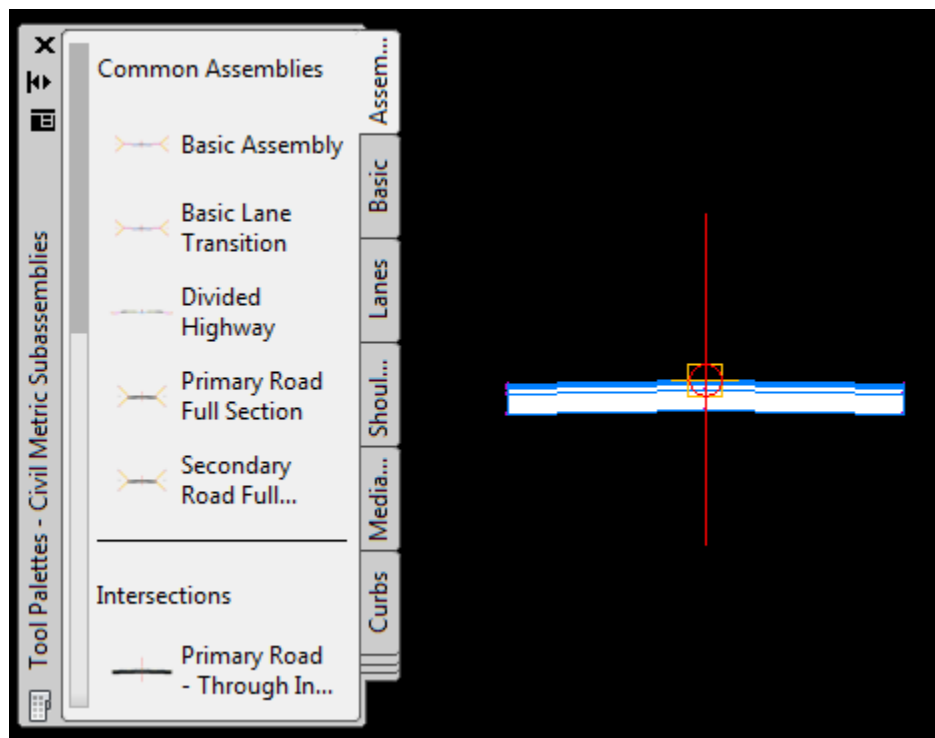 Common Assemblies
Basic Assembly
Basic Lane
Transition
Divided
Highway
Primary Road
Full Section
Secondary
Road Full...
Intersections
Primary Road
- Through In...
Assem...
Basic
Lanes
Shoul...
Media...
Curbs
Tool Palettes - Civil Metric Subassemblies